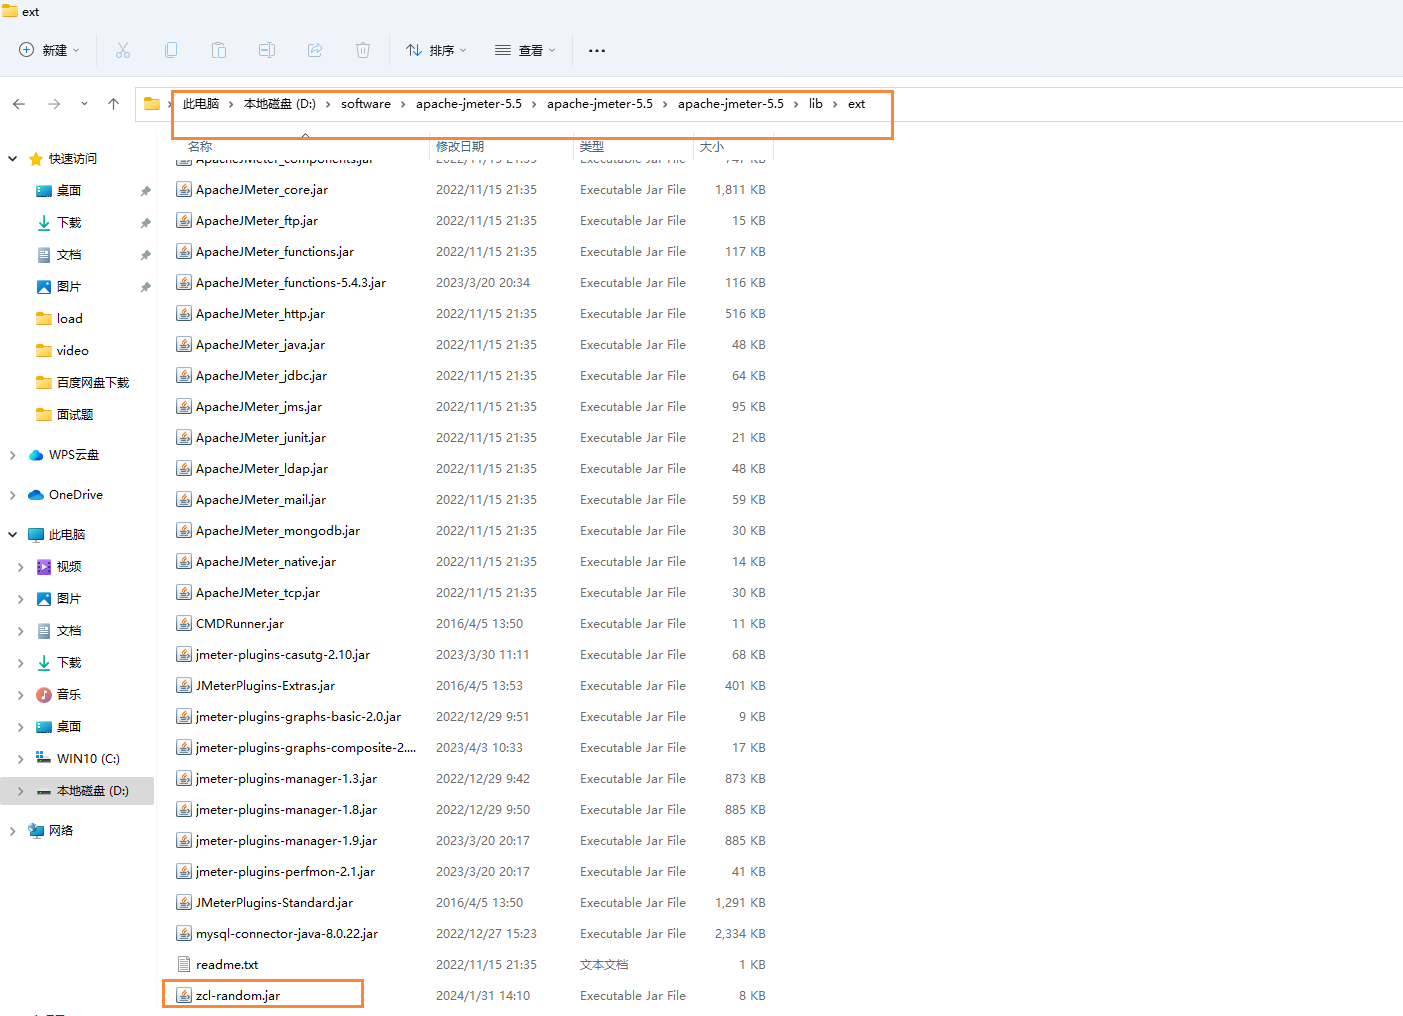 ext
新建
排序
查看
此电脑 > 本地磁盘 (D:) > software > apache-jmeter-5.5 > apache-jmeter-5.5 > apache-jmeter-5.5 > lib > ext
名称 修改日期 类型 大小
快速访问
桌面
下载
文档
图片
load
video
百度网盘下载
面试题
WPS云盘
OneDrive
此电脑
视频
图片
文档
下载
音乐
桌面
WIN10 (C:)
本地磁盘 (D:)
网络
ApacheJMeter_components.jar 2022/11/15 21:35 Executable Jar File 747 KB
ApacheJMeter_core.jar 2022/11/15 21:35 Executable Jar File 1,811 KB
ApacheJMeter_ftp.jar 2022/11/15 21:35 Executable Jar File 15 KB
ApacheJMeter_functions.jar 2022/11/15 21:35 Executable Jar File 117 KB
ApacheJMeter_functions-5.4.3.jar 2023/3/20 20:34 Executable Jar File 116 KB
ApacheJMeter_http.jar 2022/11/15 21:35 Executable Jar File 516 KB
ApacheJMeter_java.jar 2022/11/15 21:35 Executable Jar File 48 KB
ApacheJMeter_jdbc.jar 2022/11/15 21:35 Executable Jar File 64 KB
ApacheJMeter_jms.jar 2022/11/15 21:35 Executable Jar File 95 KB
ApacheJMeter_junit.jar 2022/11/15 21:35 Executable Jar File 21 KB
ApacheJMeter_ldap.jar 2022/11/15 21:35 Executable Jar File 48 KB
ApacheJMeter_mail.jar 2022/11/15 21:35 Executable Jar File 59 KB
ApacheJMeter_mongodb.jar 2022/11/15 21:35 Executable Jar File 30 KB
ApacheJMeter_native.jar 2022/11/15 21:35 Executable Jar File 14 KB
ApacheJMeter_tcp.jar 2022/11/15 21:35 Executable Jar File 30 KB
CMDRunner.jar 2016/4/5 13:50 Executable Jar File 11 KB
jmeter-plugins-casutg-2.10.jar 2023/3/30 11:11 Executable Jar File 68 KB
JMeterPlugins-Extras.jar 2016/4/5 13:53 Executable Jar File 401 KB
jmeter-plugins-graphs-basic-2.0.jar 2022/12/29 9:51 Executable Jar File 9 KB
jmeter-plugins-graphs-composite-2.... 2023/4/3 10:33 Executable Jar File 17 KB
jmeter-plugins-manager-1.3.jar 2022/12/29 9:42 Executable Jar File 873 KB
jmeter-plugins-manager-1.8.jar 2022/12/29 9:50 Executable Jar File 885 KB
jmeter-plugins-manager-1.9.jar 2023/3/20 20:17 Executable Jar File 885 KB
jmeter-plugins-perfmon-2.1.jar 2023/3/20 20:17 Executable Jar File 41 KB
JMeterPlugins-Standard.jar 2016/4/5 13:50 Executable Jar File 1,291 KB
mysql-connector-java-8.0.22.jar 2022/12/27 15:23 Executable Jar File 2,334 KB
readme.txt 2022/11/15 21:35 文本文档 1 KB
zcl-random.jar 2024/1/31 14:10 Executable Jar File 8 KB